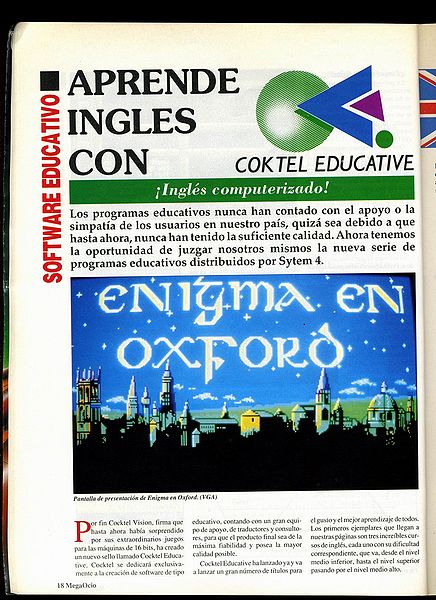 SOFTWARE EDUCATIVO
APRENDE
INGLES
CON
COKTEL EDUCATIVE
¡Inglés computerizado!
Los programas educativos nunca han contado con el apoyo o la
simpatía de los usuarios en nuestro país, quizá sea debido a que
hasta ahora, nunca han tenido la suficiente calidad. Ahora tenemos
la oportunidad de juzgar nosotros mismos la nueva serie de
programas educativos distribuidos por Sytem 4.
ENIGMA EN
OXFORD
Pantalla de presentación de Enigma en Oxford. (VGA)
Por fin Cocktel Vision, firma que
hasta ahora había sorprendido
por sus extraordinarios juegos
para las máquinas de 16 bits, ha creado
un nuevo sello llamado Cocktel Educa-
tive. Cocktel se dedicará exclusiva-
mente a la creación de software de tipo
educativo, contando con un gran equi-
po de apoyo, de traductores y consulto-
res, para que el producto final sea de la
máxima fiabilidad y posea la mayor
calidad posible.
Cocktel Educative ha lanzado ya y va
a lanzar un gran número de títulos para
el gusio y el mejor aprendizaje de todos.
Los primeros ejemplares que llegan a
nuestras páginas son tres increíbles cur-
sos de inglés, cada uno con su dificultad
correspondiente, que va, desde el nivel
medio inferior, hasta el nivel superior
pasando por el nivel medio alto.
18 MegaOcio